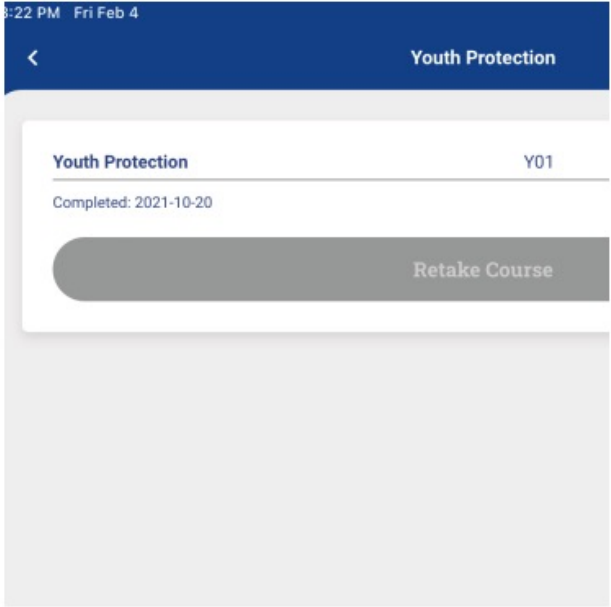 :22 PM Fri Feb 4
Youth Protection
Youth Protection Y01
Completed: 2021-10-20
Retake Course